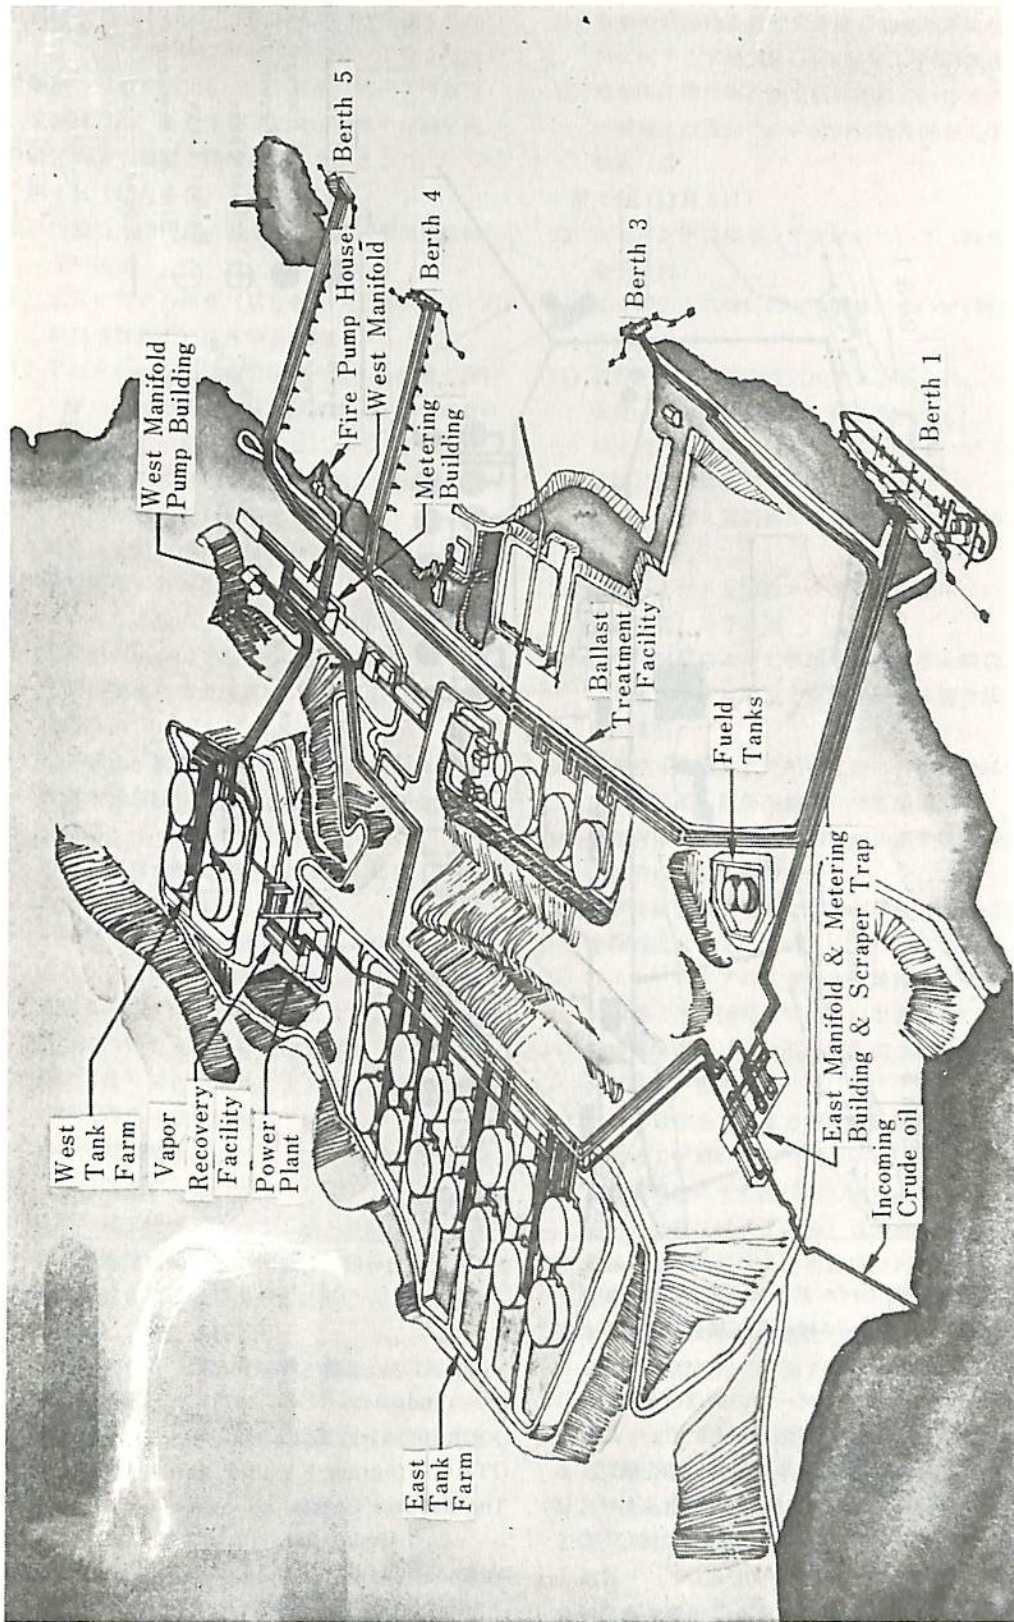 West
Tank
Farm
Vapor
Recovery
Facility
Power
Plant
East
Tank
Farm
West Manifold
Pump Building
Fire Pump House
West Manifold
Metering
Building
Berth 5
Berth 4
Berth 3
Berth 1
Ballast
Treatment
Facility
Fueld
Tanks
East Manifold & Metering
Building & Scraper Trap
Incoming
Crude oil